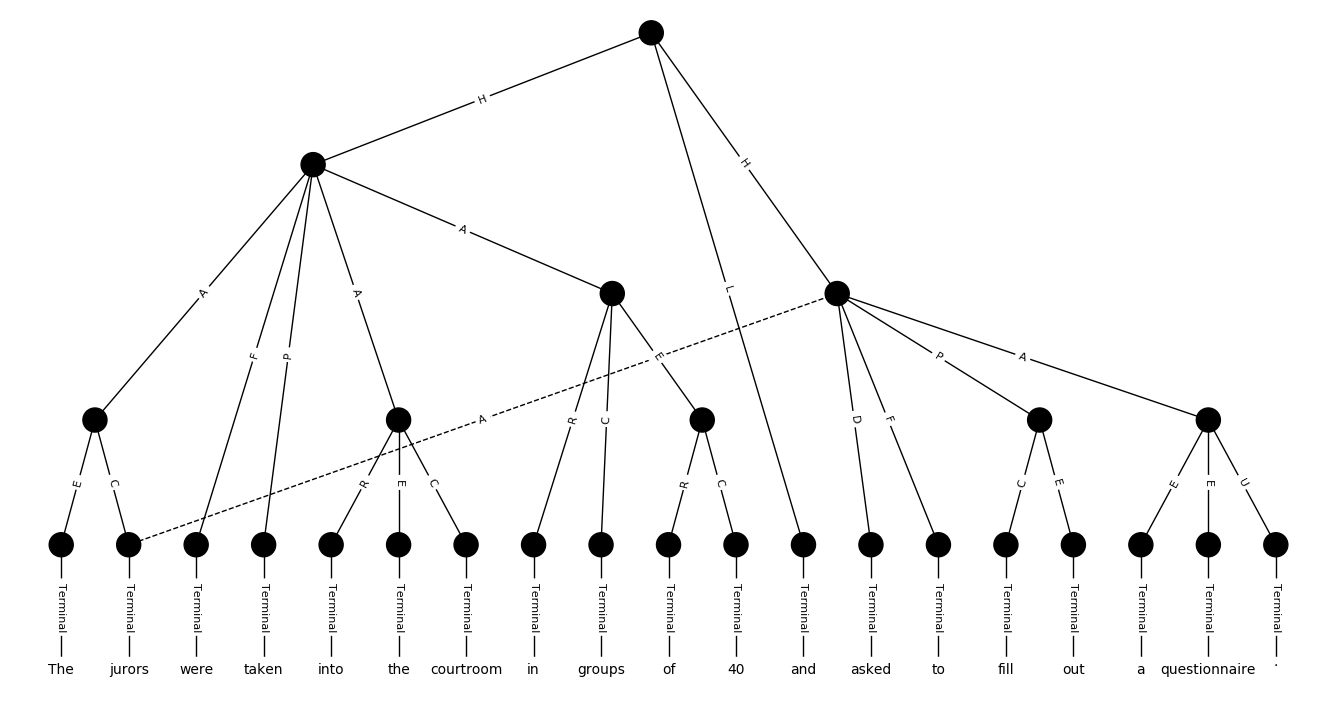 H
H
A
A
F
P
A
L
A
E
P
A
R
C
D
F
A
E
C
R
E
C
R
C
C
E
E
E
U
Terminal Terminal Terminal Terminal Terminal Terminal Terminal Terminal Terminal Terminal Terminal Terminal Terminal Terminal Terminal Terminal Terminal Terminal Terminal
The jurors were taken into the courtroom in groups of 40 and asked to fill out a questionnaire .